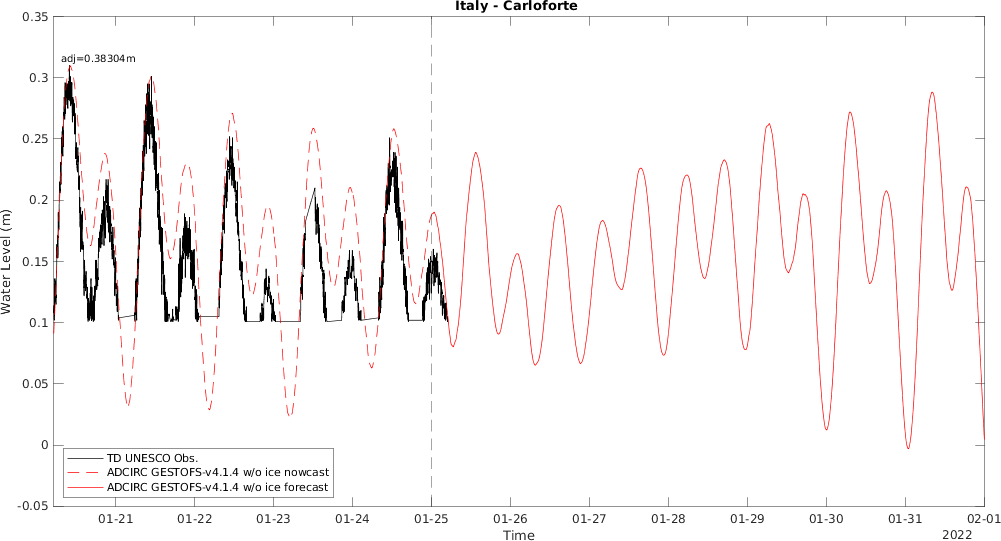 Italy - Carloforte
0.35
adj=0.38304m
0.3
0.25
0.2
0.15
0.1
0.05
0
-0.05
Water Level (m)
TD UNESCO Obs.
ADCIRC GESTOFS-v4.1.4 w/o ice nowcast
ADCIRC GESTOFS-v4.1.4 w/o ice forecast
01-21 01-22 01-23 01-24 01-25 01-26 01-27 01-28 01-29 01-30 01-31 02-01
Time 2022